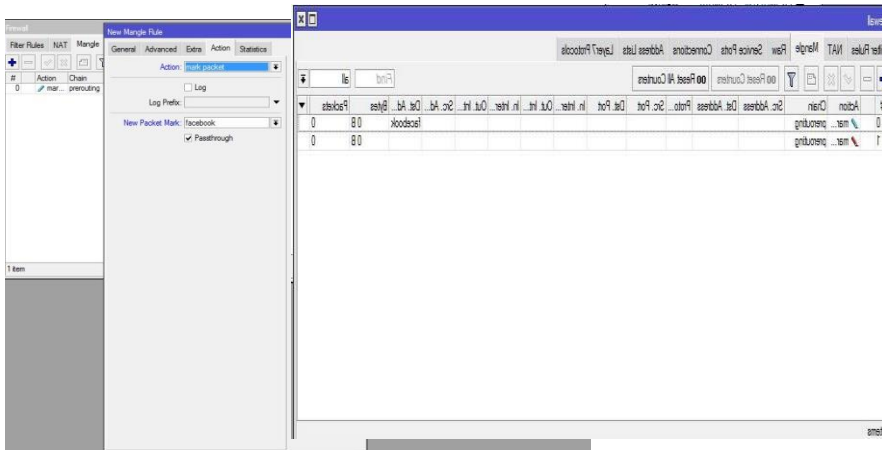 Firewall
Filter Rules NAT Mangle
# Action Chain
0 mar... prerouting
1 item
New Mangle Rule
General Advanced Extra Action Statistics
Action: mark packet
Log
Log Prefix:
New Packet Mark: facebook
Passthrough
Filter Rules NAT Mangle Raw Service Ports Connections Address Lists Layer7 Protocols
00 Reset Counters 00 Reset All Counters
Find all
# Action Chain Src. Address Dst. Address Proto... Src. Port Dst. Port In. Inter... Out. Int... In. Inter... Out. Int... Src. Ad... Dst. Ad... Bytes Packets
0 mar... prerouting facebook 0 B 0
1 mar... prerouting 0 B 0
items